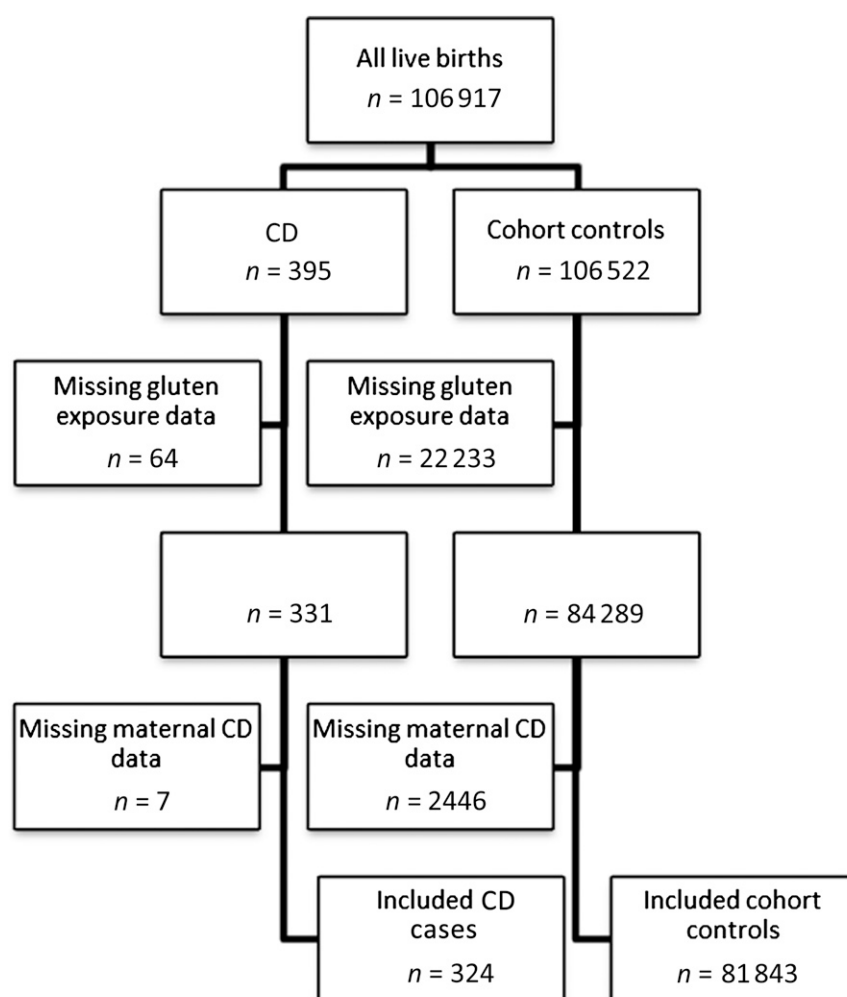 All live births
n = 106 917
CD
n = 395
Cohort controls
n = 106 522
Missing gluten
exposure data
n = 64
Missing gluten
exposure data
n = 22 233
n = 331
n = 84 289
Missing maternal CD
data
n = 7
Missing maternal CD
data
n = 2446
Included CD
cases
n = 324
Included cohort
controls
n = 81 843